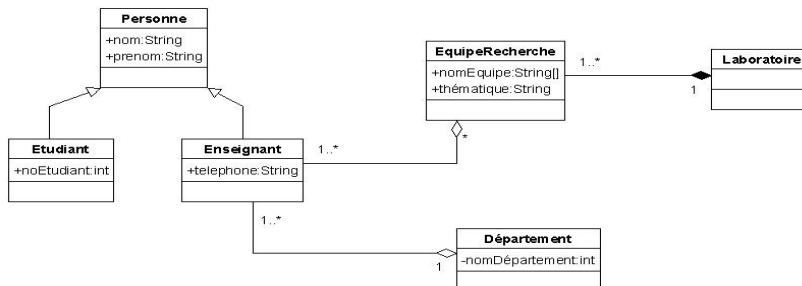 Personne
+nom:String
+prenom:String
EquipeRecherche
+nomEquipe:String[]
+thématique:String
1..*
1
Laboratoire
*
Etudiant
+noEtudiant:int
Enseignant
+telephone:String
1..*
1..*
1
Département
-nomDépartement:int